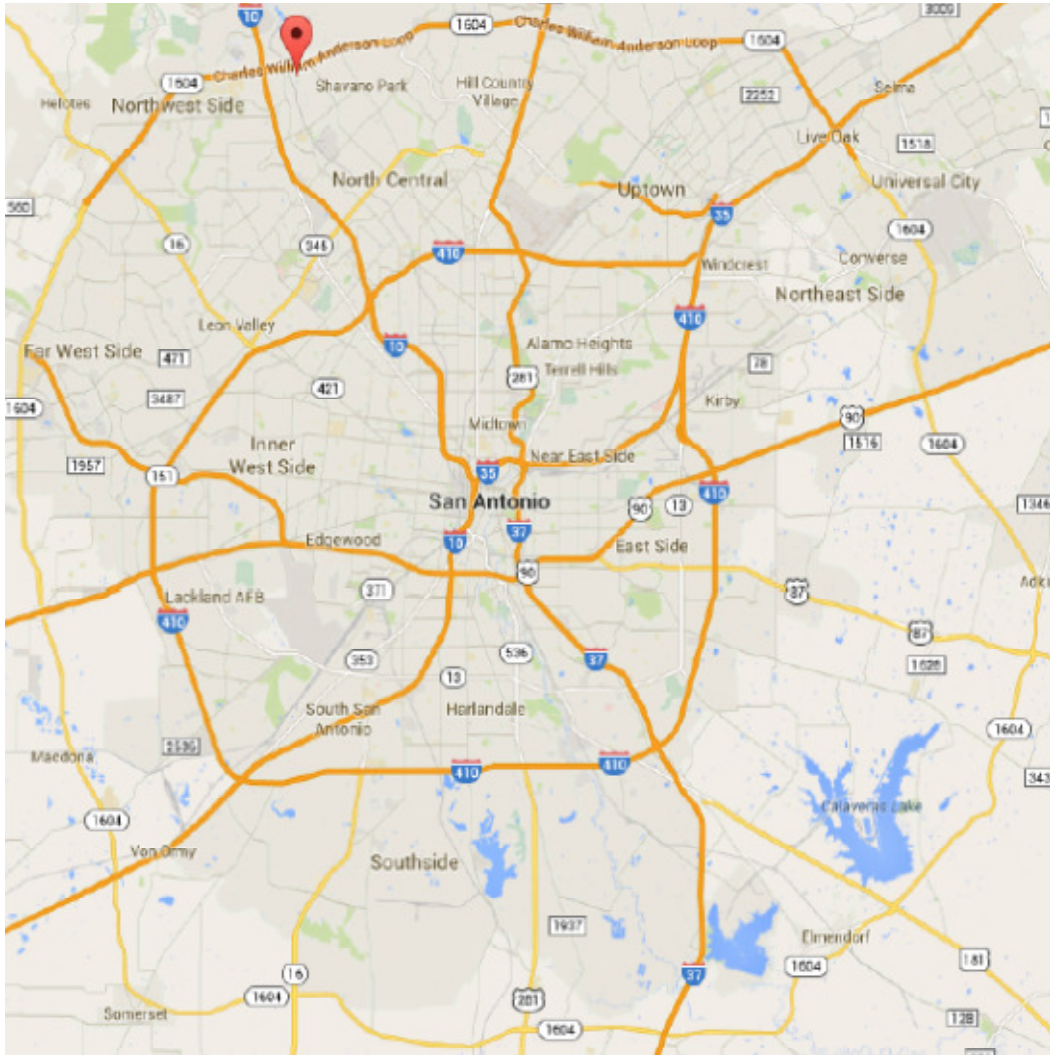 10
1604
3009
Charles William Anderson Loop
Charles William Anderson Loop
1604
1604
Helotes
Northwest Side
Shavano Park
Hill Country
Village
2252
Selma
Live Oak
1518
North Central
Uptown
Universal City
560
35
16
345
410
1604
Windcrest
Converse
Northeast Side
410
Leon Valley
10
Alamo Heights
Far West Side
471
Terrell Hills
78
281
421
3487
Kirby
1604
Midtown
90
1516
Inner
West Side
1604
1957
151
35
Near East Side
San Antonio
410
90
13
1346
37
10
Edgewood
East Side
90
Lackland AFB
371
87
410
87
353
536
37
1628
13
South San
Antonio
Harlandale
1604
2536
Macdona
410
410
343
Calaveras Lake
1604
Von Ormy
Southside
1937
Elmendorf
181
16
1604
37
1604
281
Somerset
1604
128